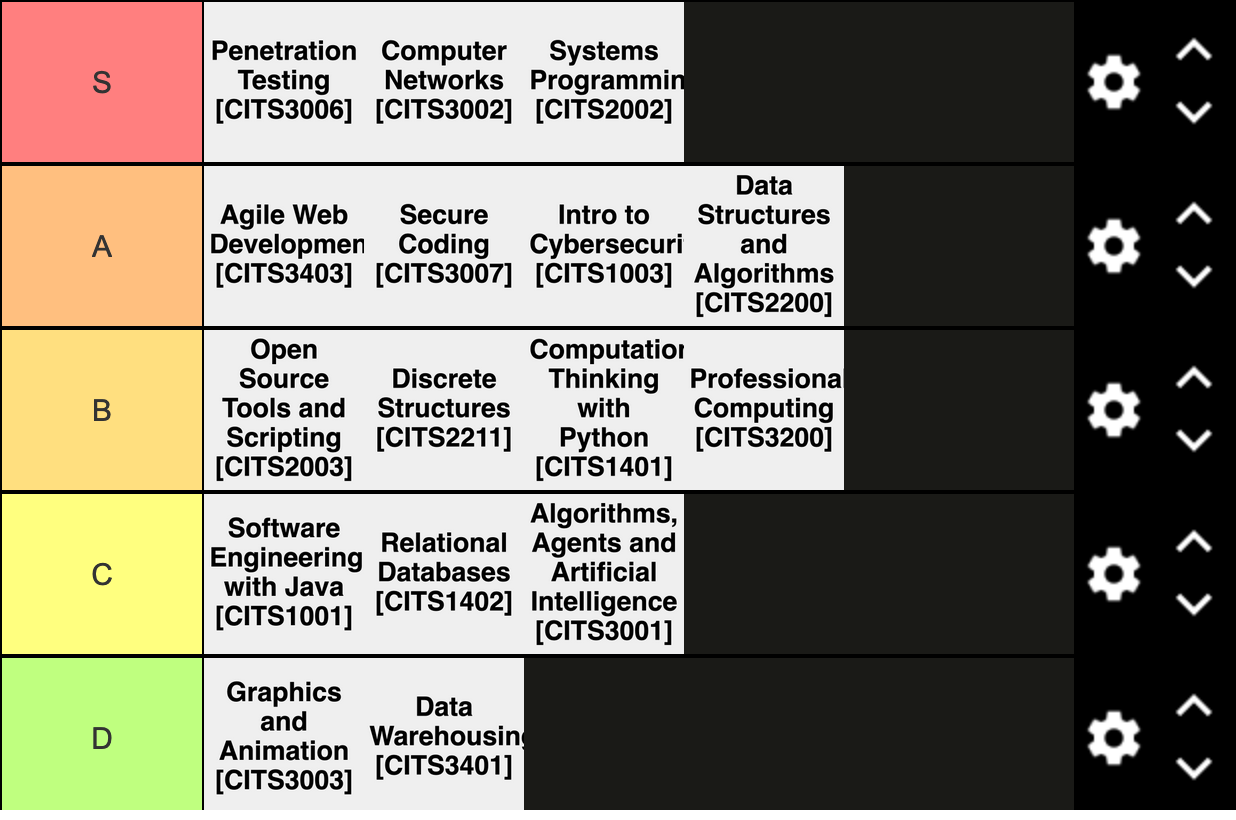 S
Penetration
Testing
[CITS3006]
Computer
Networks
[CITS3002]
Systems
Programmin
[CITS2002]
A
Agile Web
Developmen
[CITS3403]
Secure
Coding
[CITS3007]
Intro to
Cybersecuri
[CITS1003]
Data
Structures
and
Algorithms
[CITS2200]
B
Open
Source
Tools and
Scripting
[CITS2003]
Discrete
Structures
[CITS2211]
Computation
Thinking
with
Python
[CITS1401]
Professional
Computing
[CITS3200]
C
Software
Engineering
with Java
[CITS1001]
Relational
Databases
[CITS1402]
Algorithms,
Agents and
Artificial
Intelligence
[CITS3001]
D
Graphics
and
Animation
[CITS3003]
Data
Warehousing
[CITS3401]